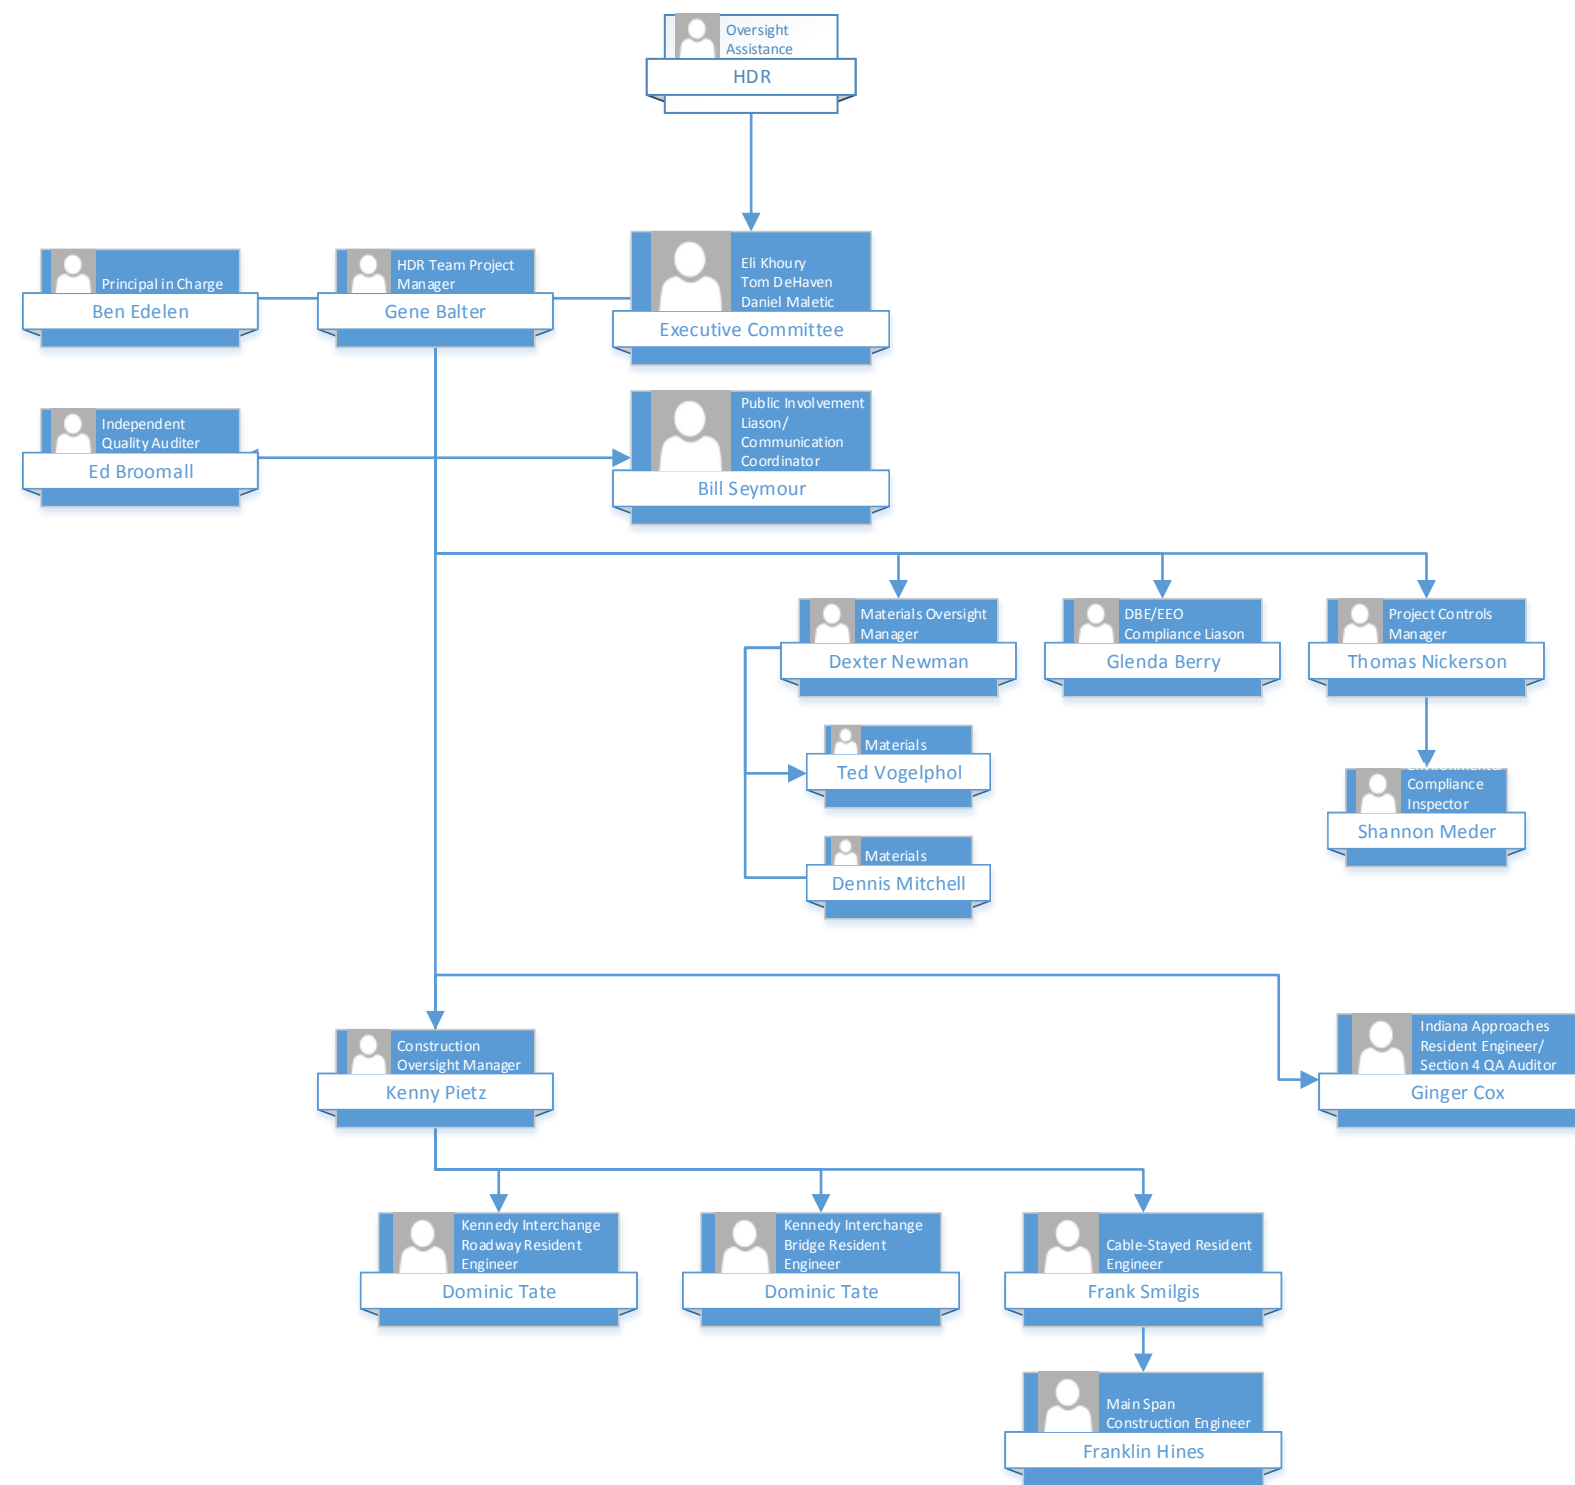 Oversight
Assistance
HDR
Principal in Charge
Ben Edelen
HDR Team Project
Manager
Gene Balter
Eli Khoury
Tom DeHaven
Daniel Maletic
Executive Committee
Independent
Quality Auditer
Ed Broomall
Public Involvement
Liason/
Communication
Coordinator
Bill Seymour
Materials Oversight
Manager
Dexter Newman
DBE/EEO
Compliance Liason
Glenda Berry
Project Controls
Manager
Thomas Nickerson
Materials
Ted Vogelphol
Compliance
Inspector
Shannon Meder
Materials
Dennis Mitchell
Construction
Oversight Manager
Kenny Pietz
Indiana Approaches
Resident Engineer/
Section 4 QA Auditor
Ginger Cox
Kennedy Interchange
Roadway Resident
Engineer
Dominic Tate
Kennedy Interchange
Bridge Resident
Engineer
Dominic Tate
Cable-Stayed Resident
Engineer
Frank Smilgis
Main Span
Construction Engineer
Franklin Hines